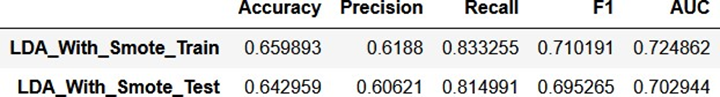 Accuracy Precision Recall F1 AUC
LDA_With_Smote_Train 0.659893 0.6188 0.833255 0.710191 0.724862
LDA_With_Smote_Test 0.642959 0.60621 0.814991 0.695265 0.702944